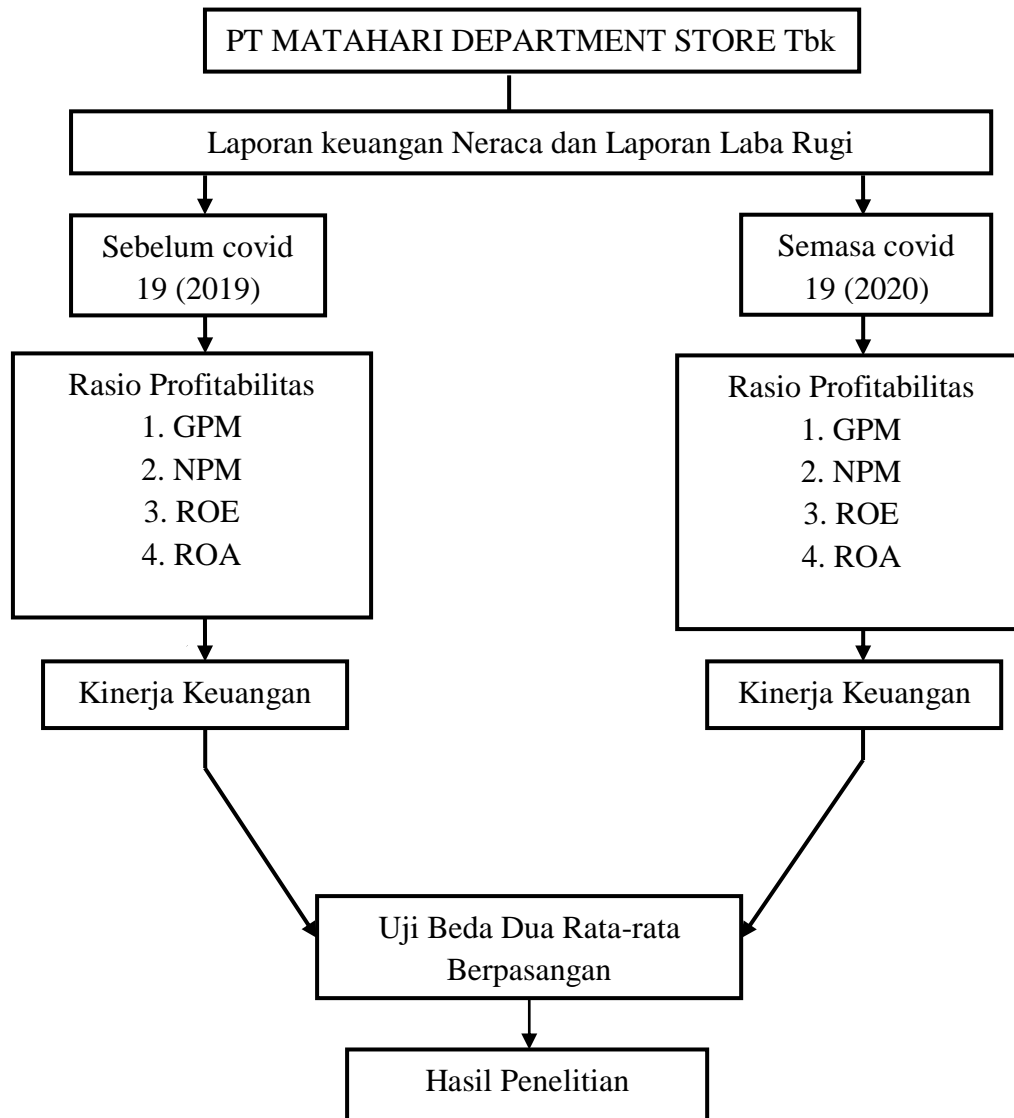 PT MATAHARI DEPARTMENT STORE Tbk
Laporan keuangan Neraca dan Laporan Laba Rugi
Sebelum covid
19 (2019)
Semasa covid
19 (2020)
Rasio Profitabilitas
1. GPM
2. NPM
3. ROE
4. ROA
Rasio Profitabilitas
1. GPM
2. NPM
3. ROE
4. ROA
Kinerja Keuangan
Kinerja Keuangan
Uji Beda Dua Rata-rata
Berpasangan
Hasil Penelitian